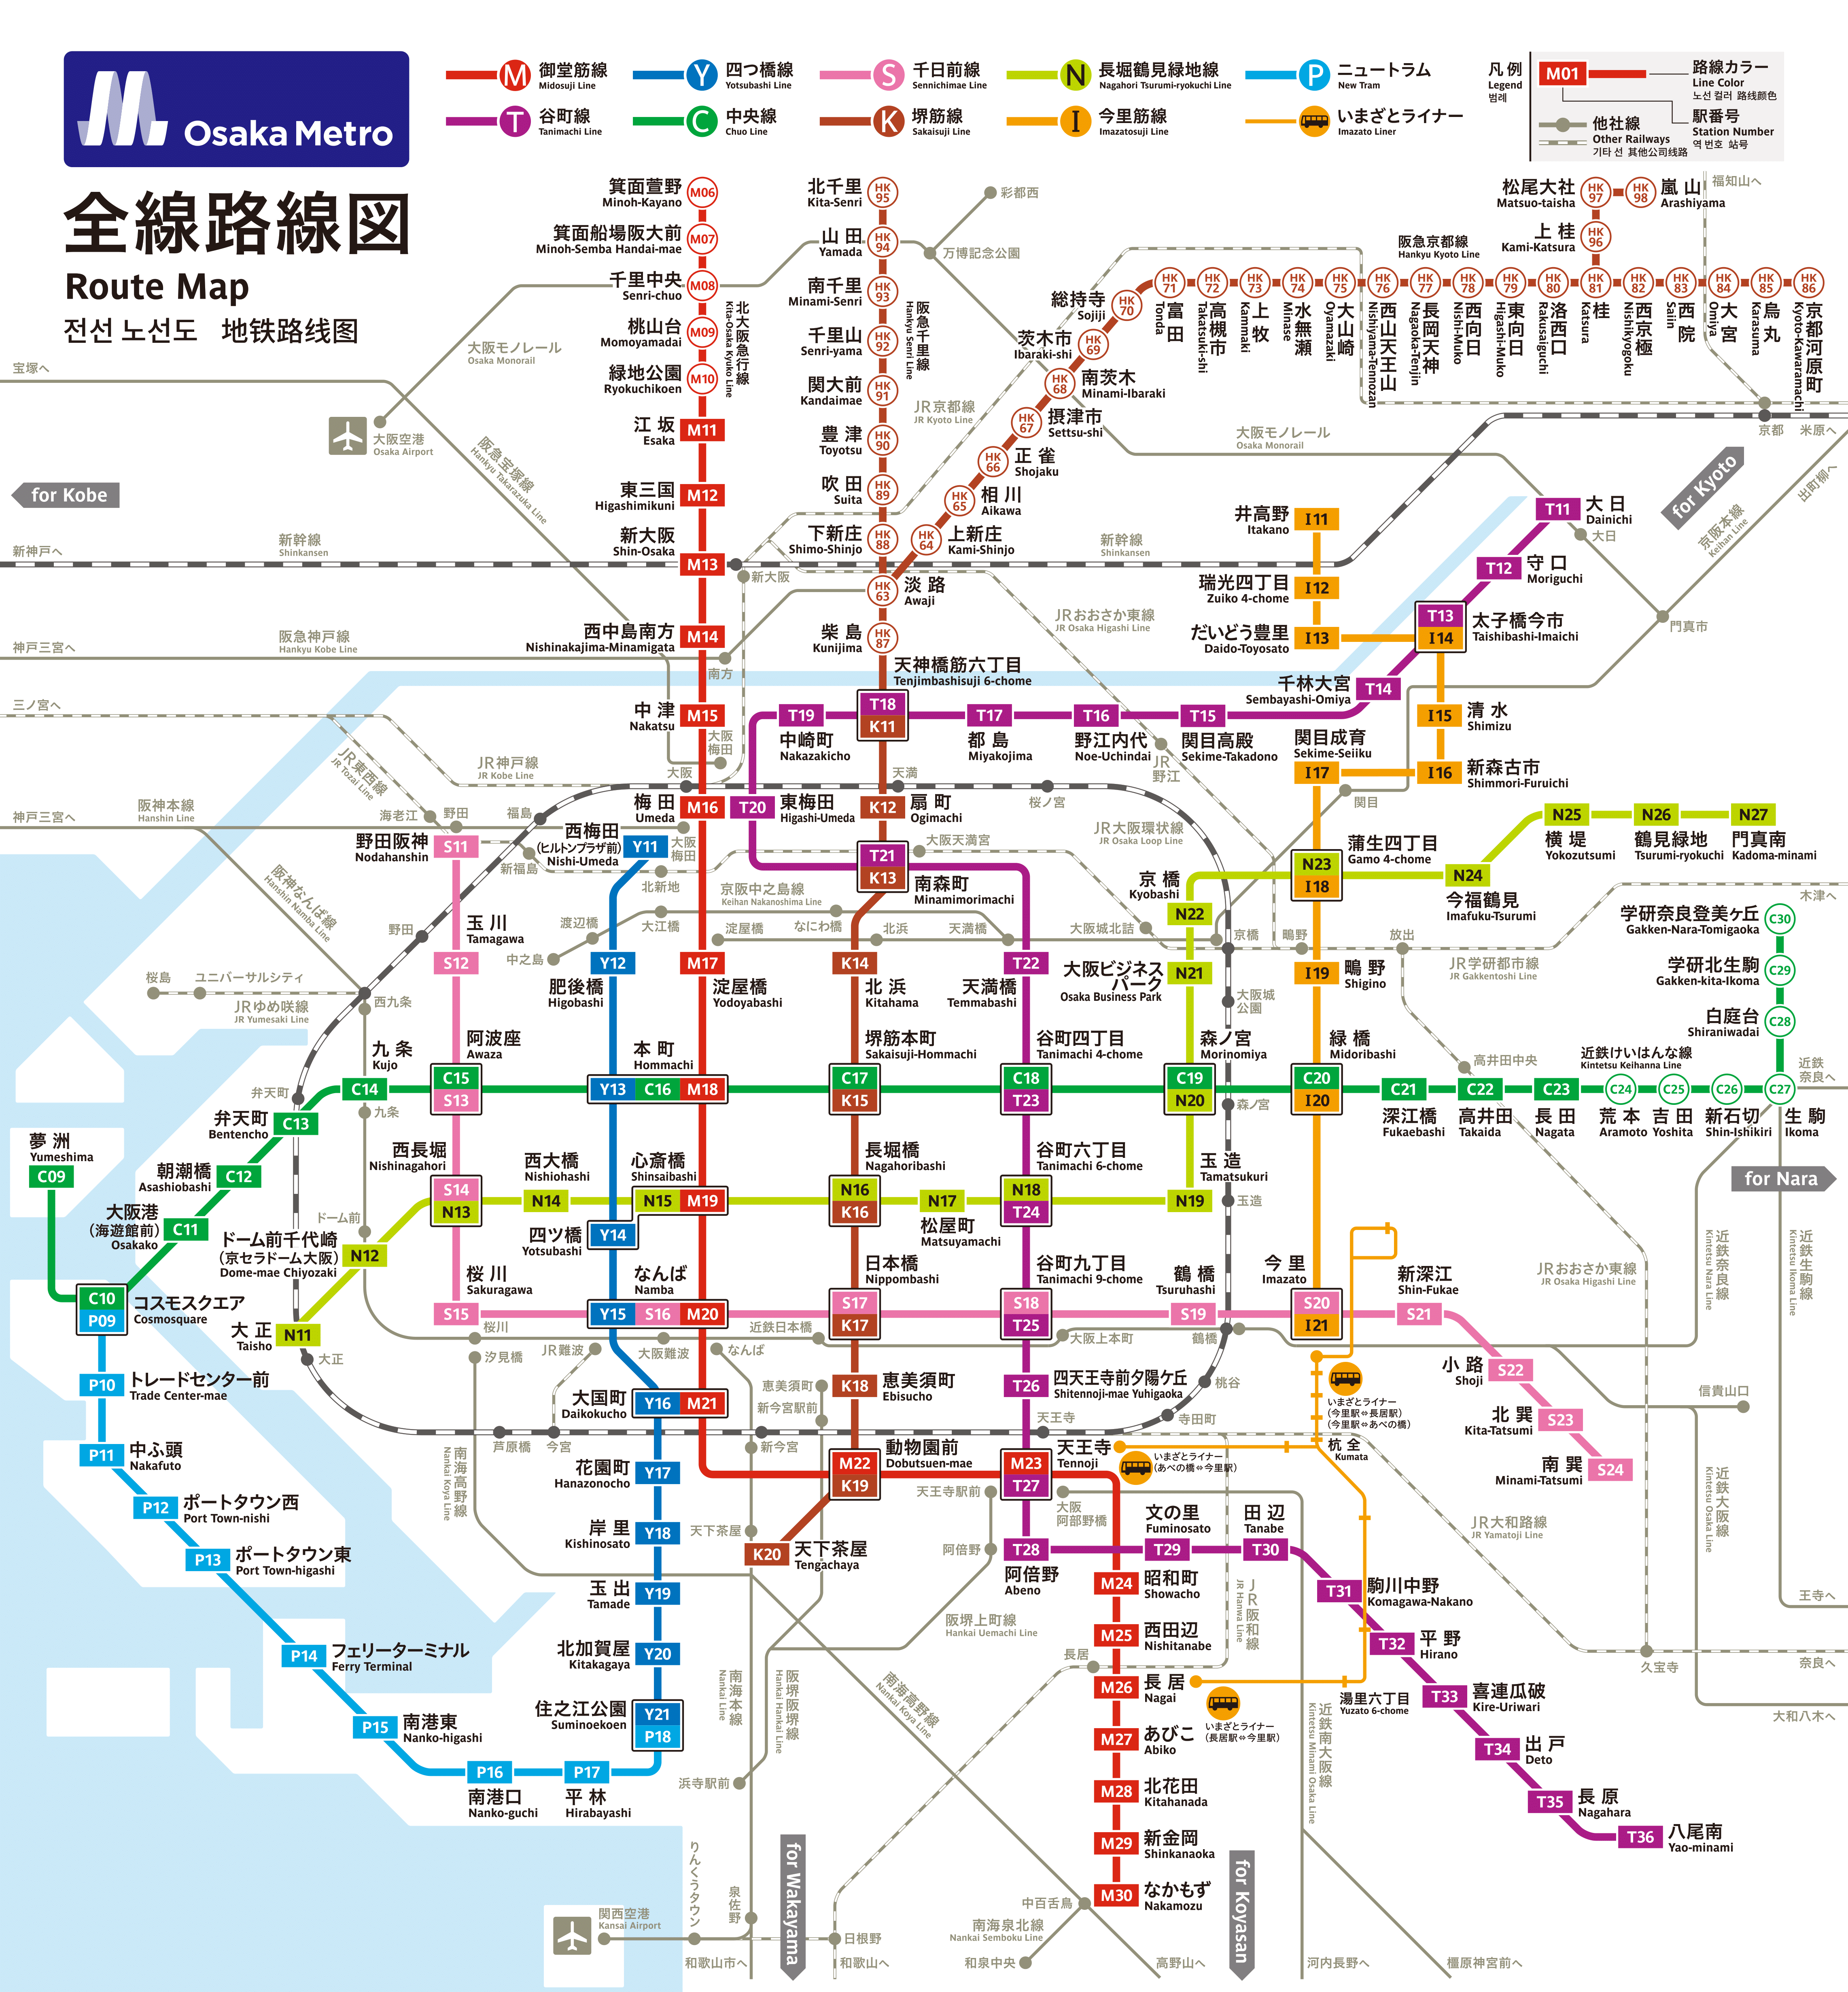 Osaka Metro
全線路線図
Route Map
전선 노선도 地铁路线图
M 御堂筋線
Midosuji Line
Y 四つ橋線
Yotsubashi Line
S 千日前線
Sennichimae Line
N 長堀鶴見緑地線
Nagahori Tsurumi-ryokuchi Line
P ニュートラム
New Tram
T 谷町線
Tanimachi Line
C 中央線
Chuo Line
K 堺筋線
Sakaisuji Line
I 今里筋線
Imazatosuji Line
いまざとライナー
Imazato Liner
凡例
Legend
범례
M01
路線カラー
Line Color
노선 컬러 路线颜色
駅番号
Station Number
역 번호 站号
他社線
Other Railways
기타 선 其他公司线路
箕面萱野
Minoh-Kayano
M06
箕面船場阪大前
Minoh-Semba Handai-mae
M07
千里中央
Senri-chuo
M08
桃山台
Momoyamadai
M09
緑地公園
Ryokuchikoen
M10
北大阪急行線
Kita-Osaka Kyuko Line
江坂
Esaka
M11
東三国
Higashimikuni
M12
新大阪
Shin-Osaka
M13
西中島南方
Nishinakajima-Minamigata
M14
中津
Nakatsu
M15
梅田
Umeda
M16
北千里
Kita-Senri
HK
95
山田
Yamada
HK
94
南千里
Minami-Senri
HK
93
千里山
Senri-yama
HK
92
関大前
Kandaimae
HK
91
豊津
Toyotsu
HK
90
吹田
Suita
HK
89
下新庄
Shimo-Shinjo
HK
88
阪急千里線
Hankyu Senri Line
淡路
Awaji
HK
63
柴島
Kunijima
HK
87
上新庄
Kami-Shinjo
HK
64
相川
Aikawa
HK
65
正雀
Shojaku
HK
66
摂津市
Settsu-shi
HK
67
南茨木
Minami-Ibaraki
HK
68
茨木市
Ibaraki-shi
HK
69
総持寺
Sojiji
HK
70
HK
71
富田
Tonda
HK
72
高槻市
Takatsuki-shi
HK
73
上牧
Kammaki
HK
74
水無瀬
Minase
HK
75
大山崎
Oyamazaki
HK
76
西山天王山
Nishiyama-Tennozan
HK
77
長岡天神
Nagaoka-Tenjin
HK
78
西向日
Nishi-Muko
HK
79
東向日
Higashi-Muko
HK
80
洛西口
Rakusaiguchi
HK
81
桂
Katsura
HK
82
西京極
Nishikyogoku
HK
83
西院
Saiin
HK
84
大宮
Omiya
HK
85
烏丸
Karasuma
HK
86
京都河原町
Kyoto-Kawaramachi
阪急京都線
Hankyu Kyoto Line
上桂
Kami-Katsura
HK
96
松尾大社
Matsuo-taisha
HK
97
嵐山
Arashiyama
HK
98
福知山へ
彩都西
万博記念公園
大阪モノレール
Osaka Monorail
宝塚へ
大阪空港
Osaka Airport
阪急宝塚線
Hankyu Takarazuka Line
JR京都線
JR Kyoto Line
大阪モノレール
Osaka Monorail
京都
米原へ
出町柳へ
for Kyoto
京阪本線
Keihan Line
for Kobe
新神戸へ
新幹線
Shinkansen
新幹線
Shinkansen
新大阪
神戸三宮へ
阪急神戸線
Hankyu Kobe Line
南方
JRおおさか東線
JR Osaka Higashi Line
門真市
大日
井高野
Itakano
I11
瑞光四丁目
Zuiko 4-chome
I12
だいどう豊里
Daido-Toyosato
I13
T11
大日
Dainichi
T12
守口
Moriguchi
T13
I14
太子橋今市
Taishibashi-Imaichi
千林大宮
Sembayashi-Omiya
T14
I15
清水
Shimizu
I16
新森古市
Shimmori-Furuichi
関目成育
Sekime-Seiiku
I17
関目
天神橋筋六丁目
Tenjimbashisuji 6-chome
T18
K11
T19
中崎町
Nakazakicho
T17
都島
Miyakojima
T16
野江内代
Noe-Uchindai
T15
関目高殿
Sekime-Takadono
JR
野江
三ノ宮へ
JR東西線
JR Tozai Line
JR神戸線
JR Kobe Line
大阪
大阪
梅田
天満
桜ノ宮
神戸三宮へ
阪神本線
Hanshin Line
海老江
野田
福島
新福島
大阪
梅田
北新地
野田阪神
Nodahanshin
S11
西梅田
(ヒルトンプラザ前)
Nishi-Umeda
Y11
T20
東梅田
Higashi-Umeda
K12
扇町
Ogimachi
T21
K13
南森町
Minamimorimachi
大阪天満宮
JR大阪環状線
JR Osaka Loop Line
京橋
Kyobashi
N22
N23
I18
蒲生四丁目
Gamo 4-chome
N24
今福鶴見
Imafuku-Tsurumi
N25
横堤
Yokozutsumi
N26
鶴見緑地
Tsurumi-ryokuchi
N27
門真南
Kadoma-minami
木津へ
阪神なんば線
Hanshin Namba Line
野田
玉川
Tamagawa
S12
渡辺橋
大江橋
中之島
京阪中之島線
Keihan Nakanoshima Line
淀屋橋
なにわ橋
北浜
天満橋
大阪城北詰
京橋
鴫野
放出
JR学研都市線
JR Gakkentoshi Line
Y12
肥後橋
Higobashi
M17
淀屋橋
Yodoyabashi
K14
北浜
Kitahama
T22
天満橋
Temmabashi
N21
大阪ビジネス
パーク
Osaka Business Park
大阪城
公園
I19
鴫野
Shigino
学研奈良登美ヶ丘
Gakken-Nara-Tomigaoka
C30
学研北生駒
Gakken-kita-Ikoma
C29
白庭台
Shiraniwadai
C28
桜島
ユニバーサルシティ
JRゆめ咲線
JR Yumesaki Line
西九条
九条
Kujo
C14
阿波座
Awaza
C15
S13
本町
Hommachi
Y13
C16
M18
堺筋本町
Sakaisuji-Hommachi
C17
K15
谷町四丁目
Tanimachi 4-chome
C18
T23
森ノ宮
Morinomiya
C19
N20
森ノ宮
緑橋
Midoribashi
C20
I20
C21
深江橋
Fukaebashi
C22
高井田
Takaida
C23
長田
Nagata
C24
荒本
Aramoto
C25
吉田
Yoshita
C26
新石切
Shin-Ishikiri
C27
生駒
Ikoma
高井田中央
近鉄けいはんな線
Kintetsu Keihanna Line
近鉄
奈良へ
for Nara
弁天町
九条
弁天町
Bentencho
C13
朝潮橋
Asashiobashi
C12
大阪港
(海遊館前)
Osakako
C11
夢洲
Yumeshima
C09
C10
P09
コスモスクエア
Cosmosquare
西長堀
Nishinagahori
S14
N13
西大橋
Nishiohashi
N14
心斎橋
Shinsaibashi
N15
M19
四ツ橋
Yotsubashi
Y14
長堀橋
Nagahoribashi
N16
K16
N17
松屋町
Matsuyamachi
谷町六丁目
Tanimachi 6-chome
N18
T24
玉造
Tamatsukuri
N19
玉造
ドーム前
ドーム前千代崎
(京セラドーム大阪)
Dome-mae Chiyozaki
N12
大正
Taisho
N11
大正
桜川
Sakuragawa
S15
なんば
Namba
Y15
S16
M20
日本橋
Nippombashi
S17
K17
谷町九丁目
Tanimachi 9-chome
S18
T25
鶴橋
Tsuruhashi
S19
今里
Imazato
S20
I21
新深江
Shin-Fukae
S21
小路
Shoji
S22
北巽
Kita-Tatsumi
S23
南巽
Minami-Tatsumi
S24
桜川
汐見橋
JR難波
大阪難波
なんば
近鉄日本橋
大阪上本町
鶴橋
桃谷
寺田町
天王寺
JRおおさか東線
JR Osaka Higashi Line
近鉄奈良線
Kintetsu Nara Line
近鉄生駒線
Kintetsu Ikoma Line
信貴山口
P10
トレードセンター前
Trade Center-mae
P11
中ふ頭
Nakafuto
P12
ポートタウン西
Port Town-nishi
P13
ポートタウン東
Port Town-higashi
P14
フェリーターミナル
Ferry Terminal
P15
南港東
Nanko-higashi
P16
南港口
Nanko-guchi
P17
平林
Hirabayashi
大国町
Daikokucho
Y16
M21
恵美須町
K18
恵美須町
Ebisucho
新今宮駅前
T26
四天王寺前夕陽ケ丘
Shitennoji-mae Yuhigaoka
芦原橋
今宮
新今宮
南海高野線
Nankai Koya Line
花園町
Hanazonocho
Y17
岸里
Kishinosato
Y18
玉出
Tamade
Y19
北加賀屋
Kitakagaya
Y20
住之江公園
Suminoekoen
Y21
P18
M22
K19
動物園前
Dobutsuen-mae
天下茶屋
K20
天下茶屋
Tengachaya
天王寺
Tennoji
M23
T27
天王寺駅前
大阪
阿部野橋
いまざとライナー
(あべの橋⇔今里駅)
いまざとライナー
(今里駅⇔長居駅)
(今里駅⇔あべの橋)
杭全
Kumata
阿倍野
T28
阿倍野
Abeno
文の里
Fuminosato
T29
田辺
Tanabe
T30
T31
駒川中野
Komagawa-Nakano
T32
平野
Hirano
T33
喜連瓜破
Kire-Uriwari
T34
出戸
Deto
T35
長原
Nagahara
T36
八尾南
Yao-minami
M24
昭和町
Showacho
M25
西田辺
Nishitanabe
M26
長居
Nagai
M27
あびこ
Abiko
M28
北花田
Kitahanada
M29
新金岡
Shinkanaoka
M30
なかもず
Nakamozu
いまざとライナー
(長居駅⇔今里駅)
湯里六丁目
Yuzato 6-chome
長居
JR阪和線
JR Hanwa Line
JR大和路線
JR Yamatoji Line
近鉄大阪線
Kintetsu Osaka Line
王寺へ
奈良へ
久宝寺
大和八木へ
阪堺上町線
Hankai Uemachi Line
南海本線
Nankai Line
阪堺阪堺線
Hankai Hankai Line
南海高野線
Nankai Koya Line
近鉄南大阪線
Kintetsu Minami Osaka Line
浜寺駅前
for Wakayama
for Koyasan
りんくうタウン
泉佐野
関西空港
Kansai Airport
日根野
和歌山市へ
和歌山へ
中百舌鳥
南海泉北線
Nankai Semboku Line
和泉中央
高野山へ
河内長野へ
橿原神宮前へ